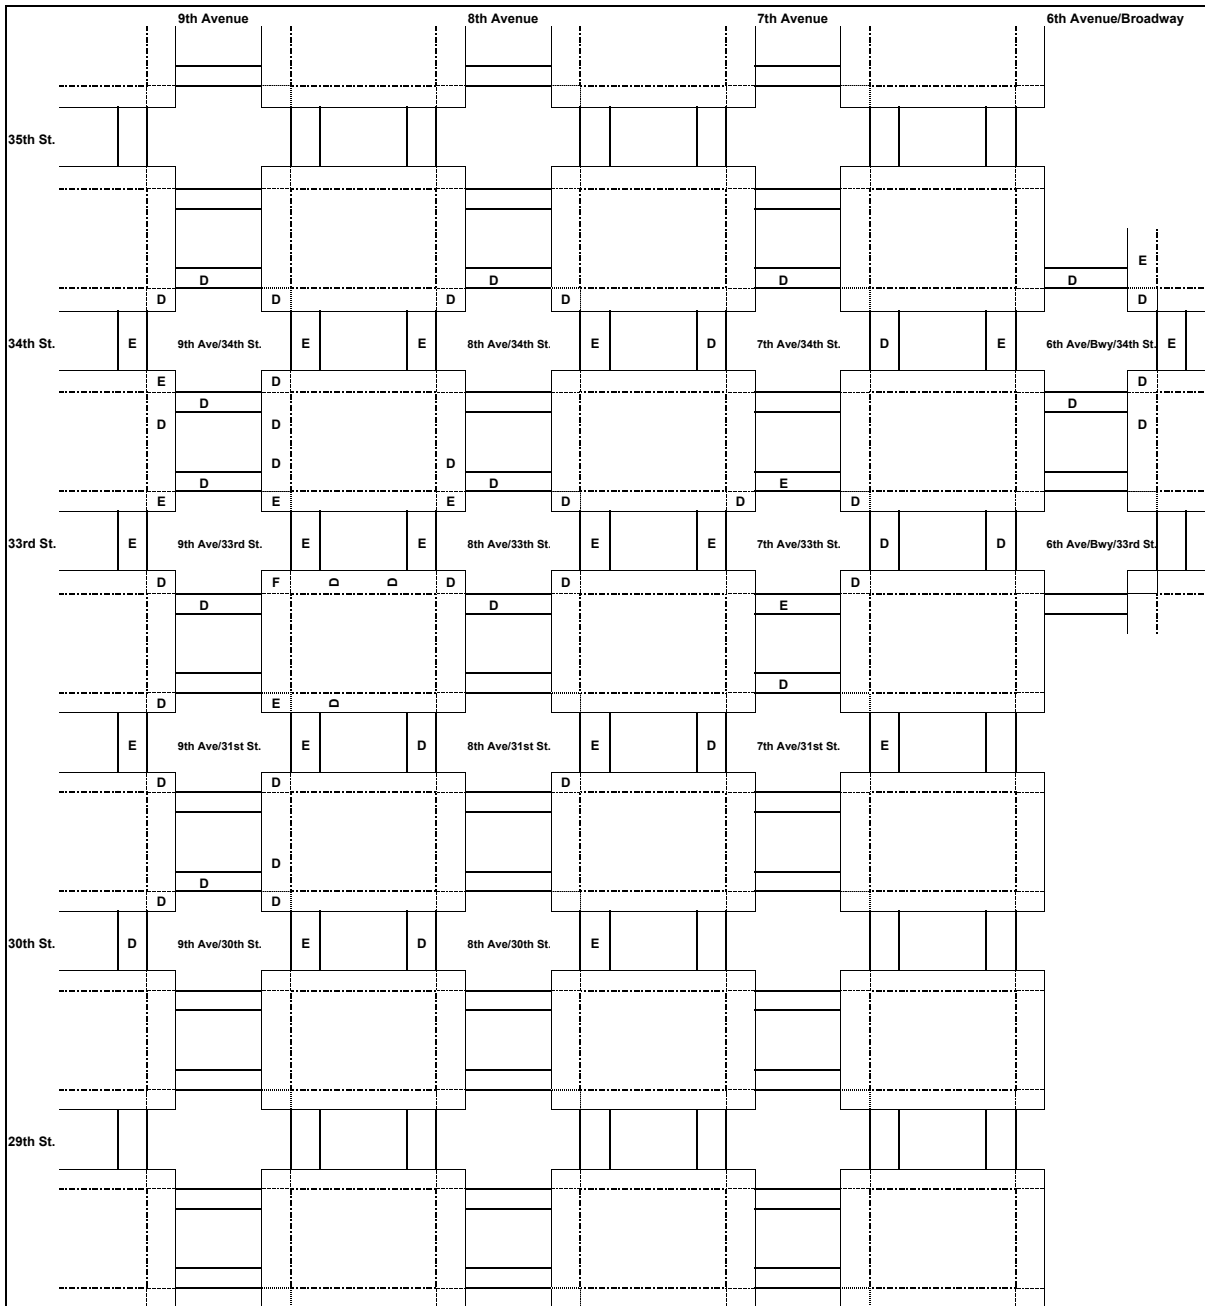 9th Avenue 8th Avenue 7th Avenue 6th Avenue/Broadway
35th St.
E
D D D D
D D D D D
34th St. E 9th Ave/34th St. E E 8th Ave/34th St. E D 7th Ave/34th St. D E 6th Ave/Bwy/34th St. E
E D D
D D
D D D
D D
D D E
E E E D D D
33rd St. E 9th Ave/33rd St. E E 8th Ave/33th St. E E 7th Ave/33th St. D D 6th Ave/Bwy/33rd St.
D F D D D D D
D D E
D
D E D
E 9th Ave/31st St. E D 8th Ave/31st St. E D 7th Ave/31st St. E
D D D
D
D
D D
30th St. D 9th Ave/30th St. E D 8th Ave/30th St. E
29th St.